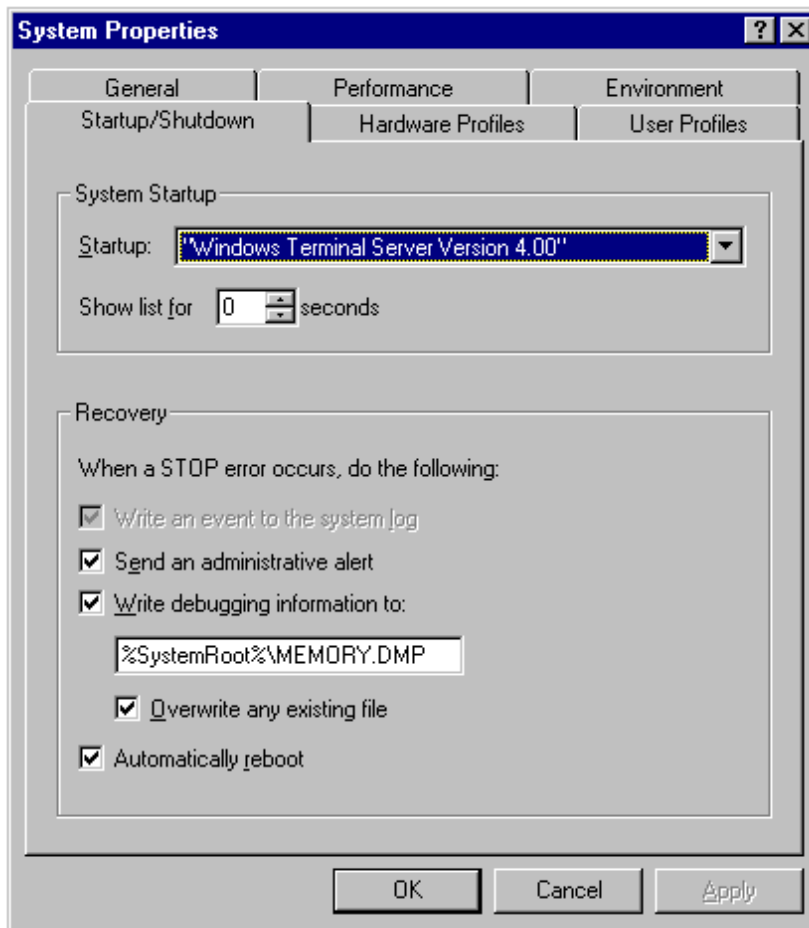 System Properties
General Performance Environment
Startup/Shutdown Hardware Profiles User Profiles
System Startup
Startup: "Windows Terminal Server Version 4.00"
Show list for 0 seconds
Recovery
When a STOP error occurs, do the following:
Write an event to the system log
Send an administrative alert
Write debugging information to:
%SystemRoot%\MEMORY.DMP
Overwrite any existing file
Automatically reboot
OK Cancel Apply